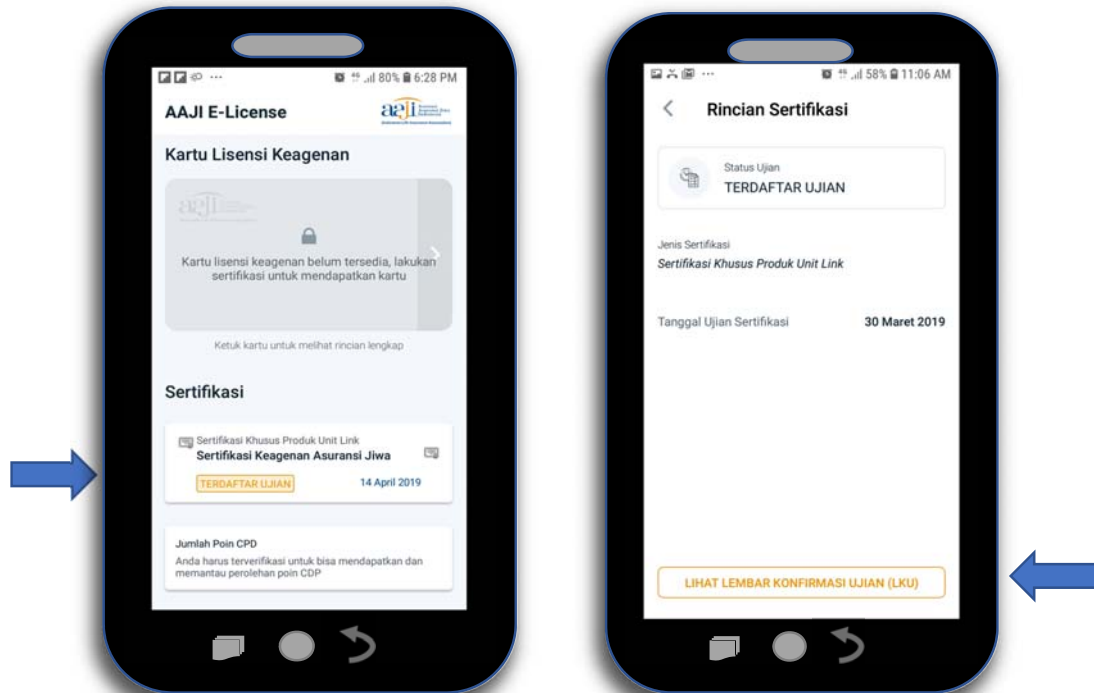 80% 6:28 PM
AAJI E-License
aaji
Kartu Lisensi Keagenan
aaji
Kartu lisensi keagenan belum tersedia, lakukan
sertifikasi untuk mendapatkan kartu
Ketuk kartu untuk melihat rincian lengkap
Sertifikasi
Sertifikasi Khusus Produk Unit Link
Sertifikasi Keagenan Asuransi Jiwa
TERDAFTAR UJIAN 14 April 2019
Jumlah Poin CPD
Anda harus terverifikasi untuk bisa mendapatkan dan
memantau perolehan poin CDP
58% 11:06 AM
Rincian Sertifikasi
Status Ujian
TERDAFTAR UJIAN
Jenis Sertifikasi
Sertifikasi Khusus Produk Unit Link
Tanggal Ujian Sertifikasi 30 Maret 2019
LIHAT LEMBAR KONFIRMASI UJIAN (LKU)